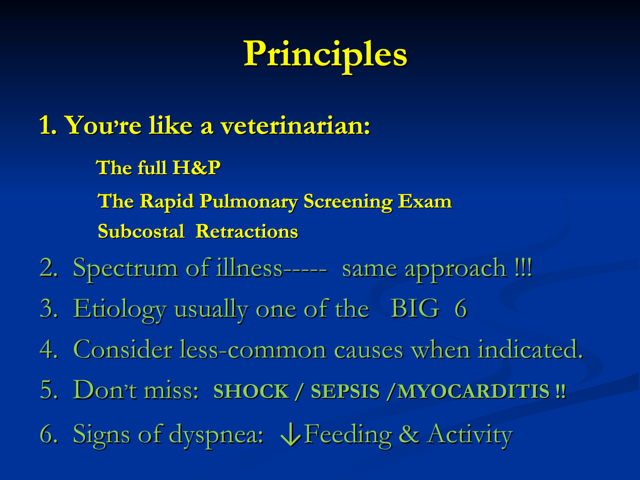 Principles
1. You're like a veterinarian:
The full H&P
The Rapid Pulmonary Screening Exam
Subcostal Retractions
2. Spectrum of illness----- same approach !!!
3. Etiology usually one of the BIG 6
4. Consider less-common causes when indicated.
5. Don't miss: SHOCK / SEPSIS /MYOCARDITIS !!
6. Signs of dyspnea: ↓Feeding & Activity